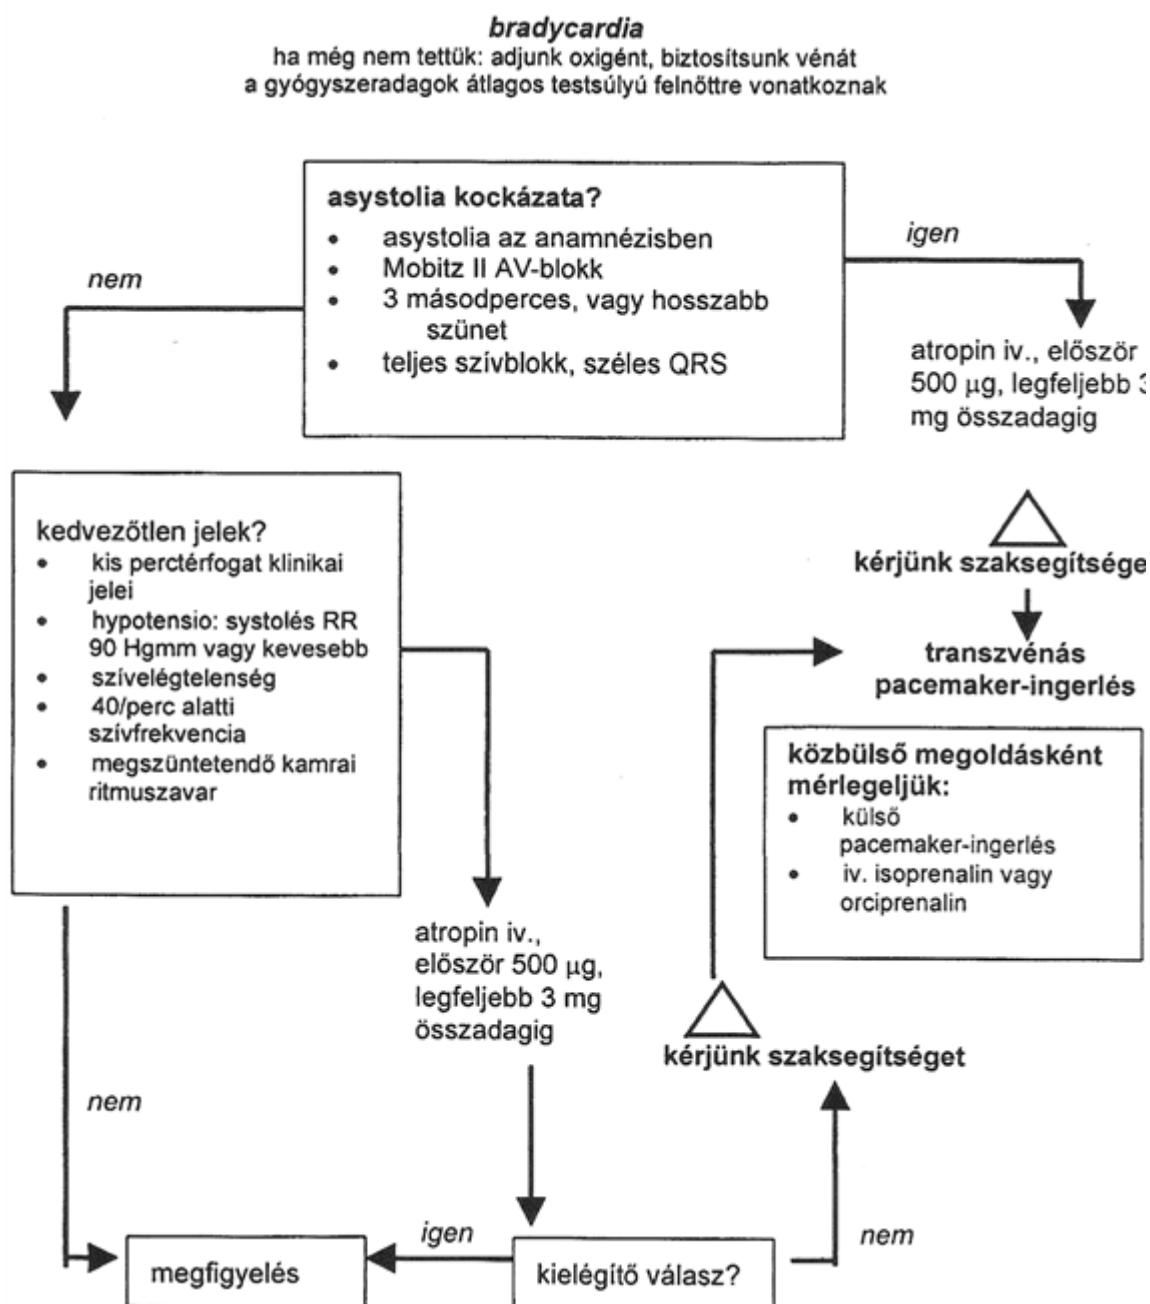 bradycardia
ha még nem tettük: adjunk oxigént, biztosítsunk vénát
a gyógyszeradagok átlagos testsúlyú felnőttre vonatkoznak
asystolia kockázata?
• asystolia az anamnézisben
• Mobitz II AV-blokk
• 3 másodperces, vagy hosszabb
szünet
• teljes szívblokk, széles QRS
nem
igen
atropin iv., először
500 µg, legfeljebb 3
mg összadagig
kedvezőtlen jelek?
• kis perctérfogat klinikai
jelei
• hypotensio: systolés RR
90 Hgmm vagy kevesebb
• szívelégtelenség
• 40/perc alatti
szívfrekvencia
• megszüntetendő kamrai
ritmuszavar
kérjünk szaksegítsége
transzvénás
pacemaker-ingerlés
közbülső megoldásként
mérlegeljük:
• külső
pacemaker-ingerlés
• iv. isoprenalin vagy
orciprenalin
atropin iv.,
először 500 µg,
legfeljebb 3 mg
összadagig
kérjünk szaksegítséget
nem
igen
nem
megfigyelés
kielégítő válasz?